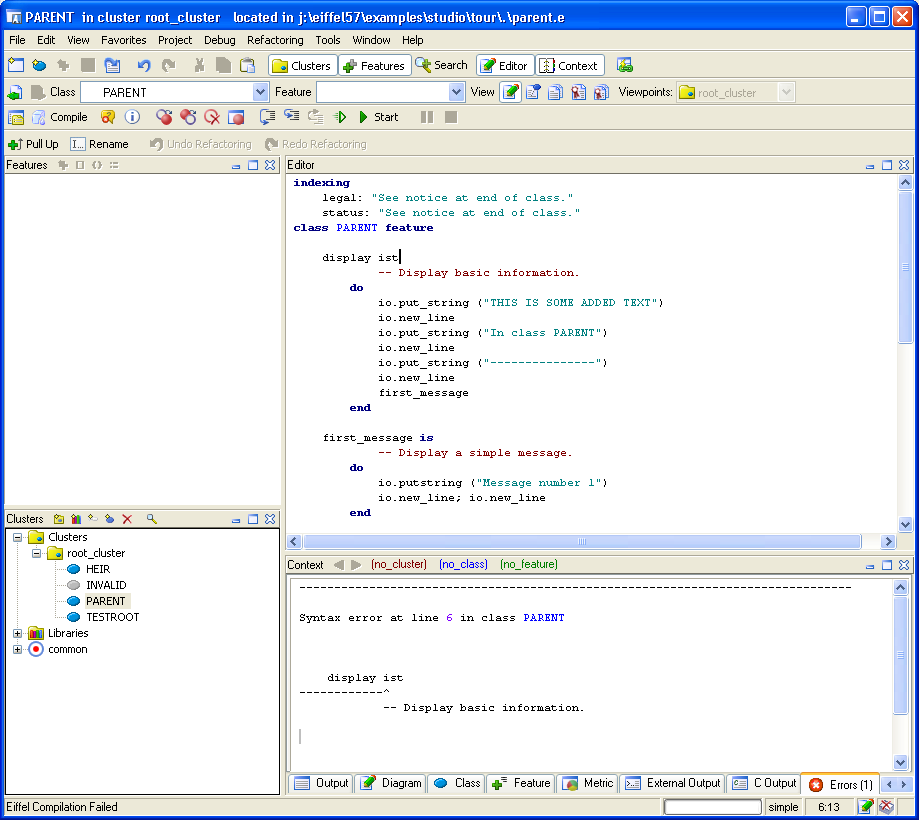 PARENT in cluster root_cluster located in j:\eiffel57\examples\studio\tour\.\parent.e
File Edit View Favorites Project Debug Refactoring Tools Window Help
Clusters Features Search Editor Context
Class PARENT Feature View Viewpoints: root_cluster
Compile Start
Pull Up Rename Undo Refactoring Redo Refactoring
Features
Editor
indexing
legal: "See notice at end of class."
status: "See notice at end of class."
class PARENT feature
display ist
-- Display basic information.
do
io.put_string ("THIS IS SOME ADDED TEXT")
io.new_line
io.put_string ("In class PARENT")
io.new_line
io.put_string ("---------------")
io.new_line
first_message
end
first_message is
-- Display a simple message.
do
io.putstring ("Message number 1")
io.new_line; io.new_line
end
Clusters
Clusters
root_cluster
HEIR
INVALID
PARENT
TESTROOT
Libraries
common
Context (no_cluster) (no_class) (no_feature)
-------------------------------------------------------------------------------
Syntax error at line 6 in class PARENT
display ist
------------^
-- Display basic information.
Output Diagram Class Feature Metric External Output C Output Errors (1)
Eiffel Compilation Failed simple 6:13